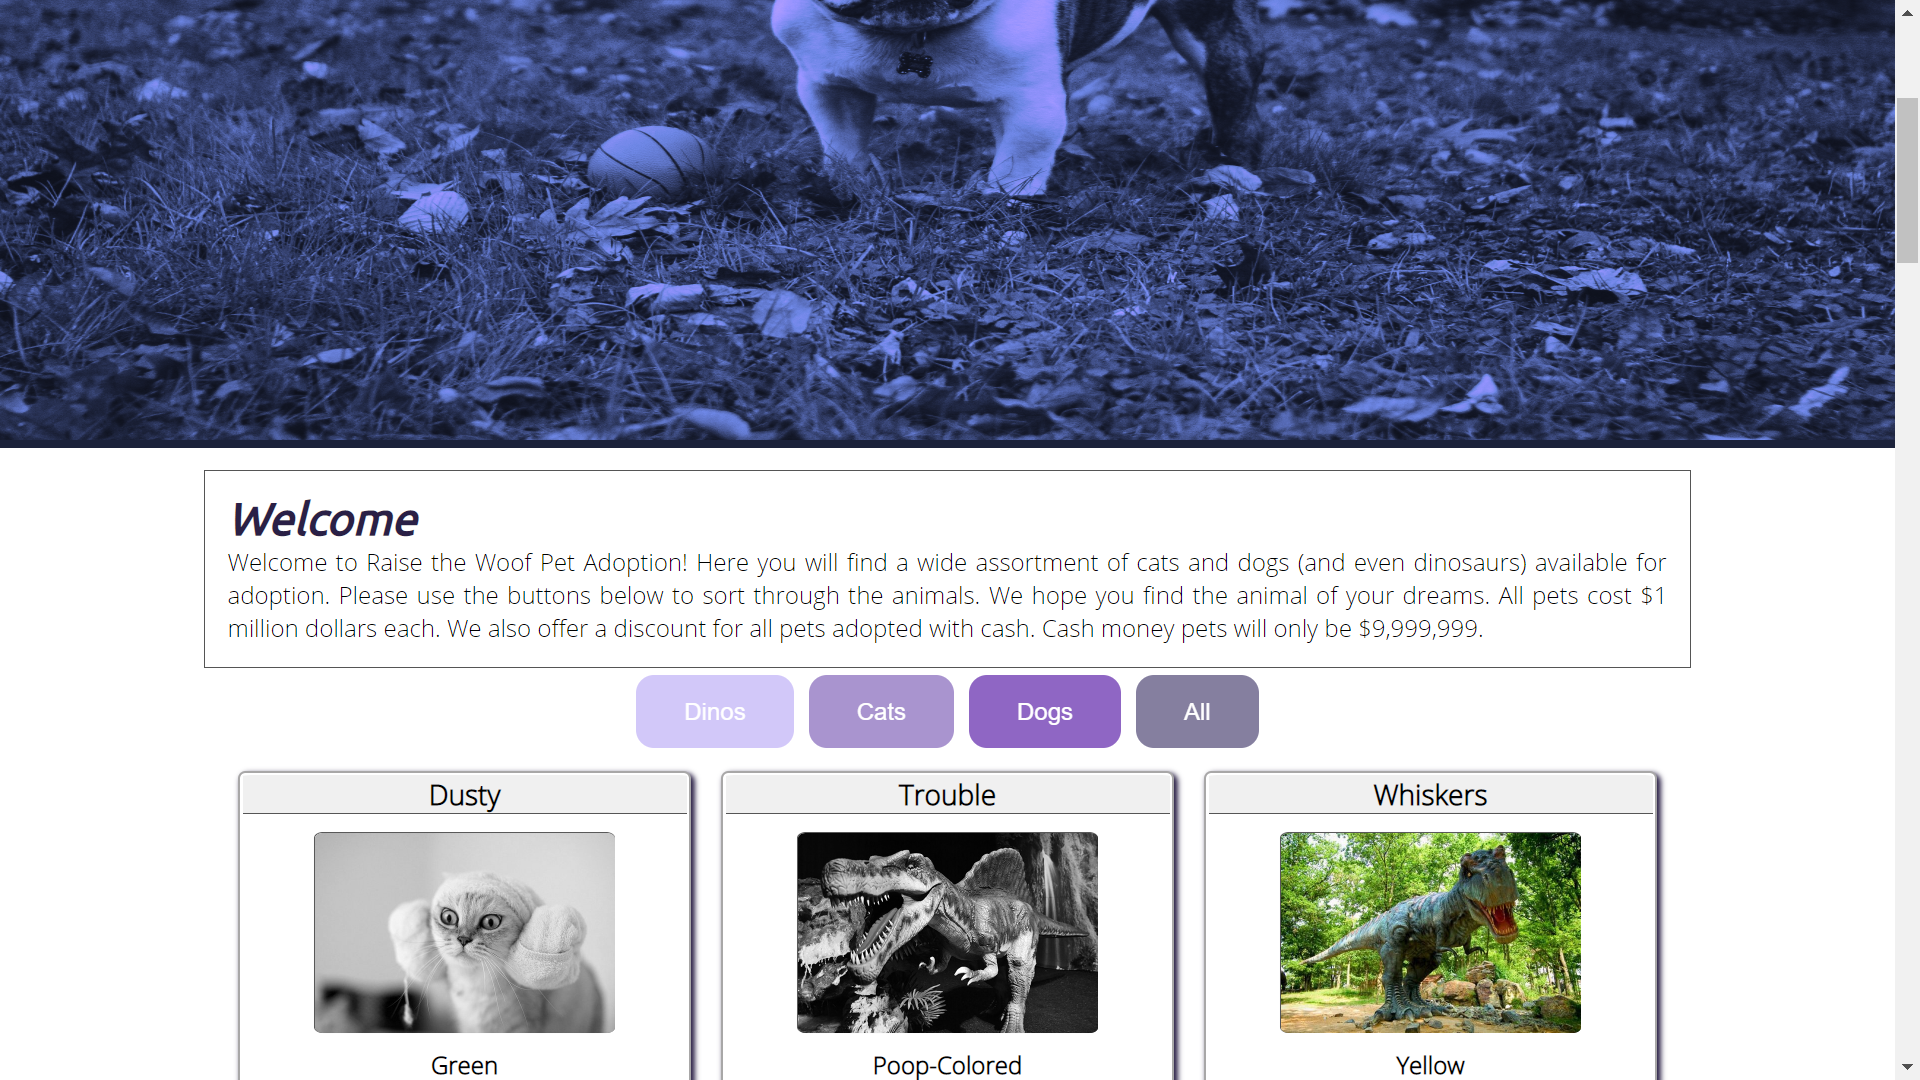 Welcome
Welcome to Raise the Woof Pet Adoption! Here you will find a wide assortment of cats and dogs (and even dinosaurs) available for
adoption. Please use the buttons below to sort through the animals. We hope you find the animal of your dreams. All pets cost $1
million dollars each. We also offer a discount for all pets adopted with cash. Cash money pets will only be $9,999,999.
Dinos Cats Dogs All
Dusty Trouble Whiskers
Green Poop-Colored Yellow